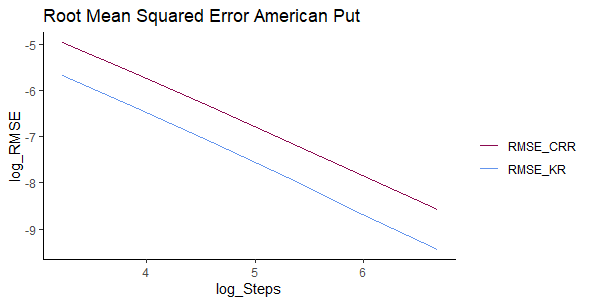 Root Mean Squared Error American Put
-5
-6
-7
-8
-9
log_RMSE
4 5 6
log_Steps
RMSE_CRR
RMSE_KR